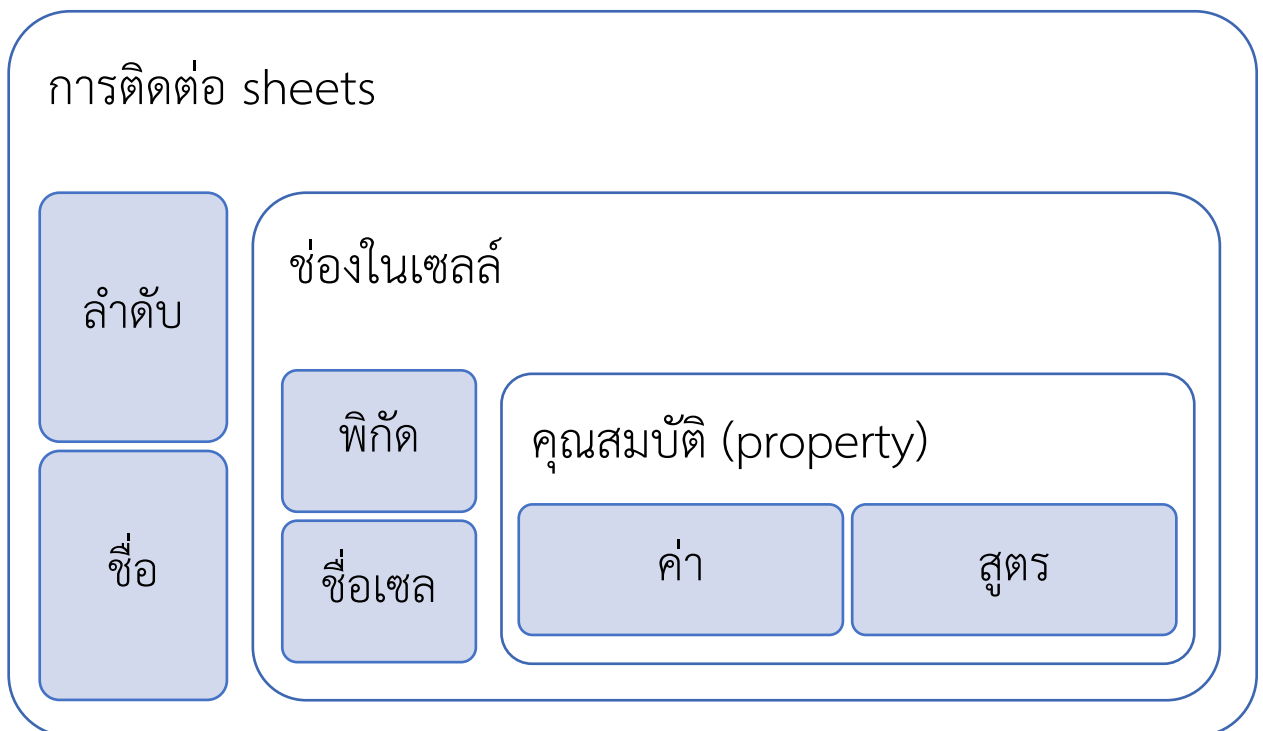 การติดต่อ sheets
ลำดับ
ชื่อ
ช่องในเซลล์
พิกัด
ชื่อเซล
คุณสมบัติ (property)
ค่า
สูตร